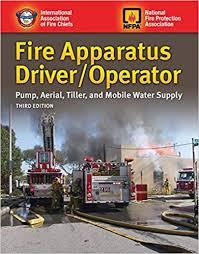 International
Association
of Fire Chiefs
NFPA
National Fire Protection
Association
Fire Apparatus
Driver/Operator
Pump, Aerial, Tiller, and Mobile Water Supply
THIRD EDITION